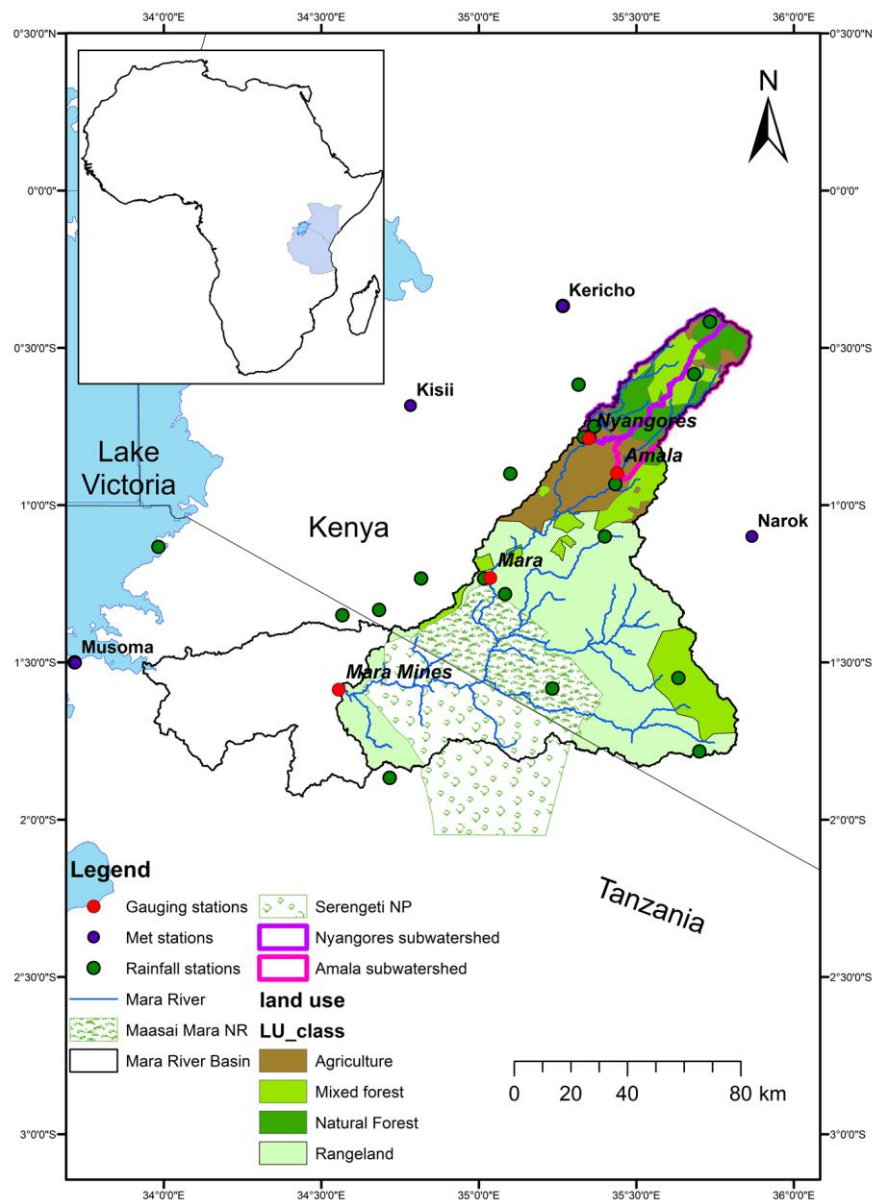 34°0'0"E 34°30'0"E 35°0'0"E 35°30'0"E 36°0'0"E
0°30'0"S 0°30'0"S
N
0°0'0" 0°0'0"
Kericho
0°30'0"S 0°30'0"S
Kisii
Nyangores
Lake
Victoria
Amala
1°0'0"S 1°0'0"S
Kenya
Narok
Mara
Musoma
1°30'0"S 1°30'0"S
Mara Mines
2°0'0"S 2°0'0"S
Legend
Tanzania
Gauging stations
Met stations
Rainfall stations
Mara River
Maasai Mara NR
Mara River Basin
Serengeti NP
Nyangores subwatershed
Amala subwatershed
land use
LU_class
Agriculture
Mixed forest
Natural Forest
Rangeland
2°30'0"S 2°30'0"S
0 20 40 80 km
3°0'0"S 3°0'0"S
34°0'0"E 34°30'0"E 35°0'0"E 35°30'0"E 36°0'0"E